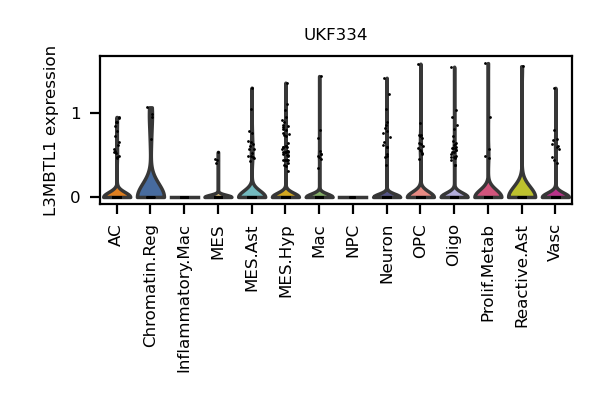 UKF334
L3MBTL1 expression
1
0
AC
Chromatin.Reg
Inflammatory.Mac
MES
MES.Ast
MES.Hyp
Mac
NPC
Neuron
OPC
Oligo
Prolif.Metab
Reactive.Ast
Vasc